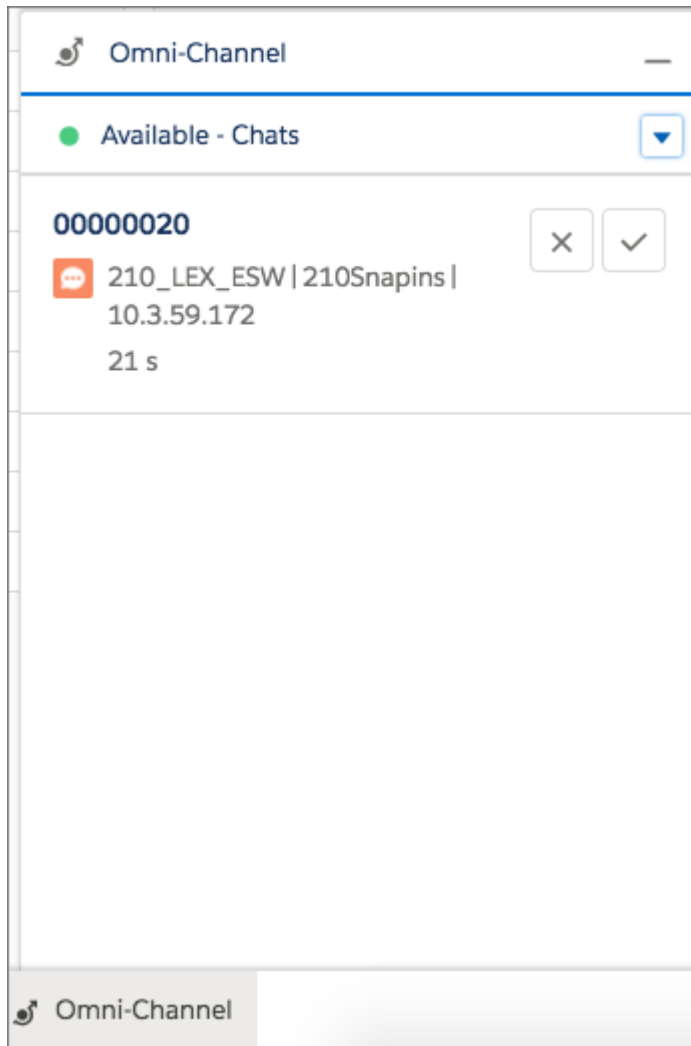 Omni-Channel
Available - Chats
00000020
210_LEX_ESW | 210Snapins |
10.3.59.172
21 s
Omni-Channel